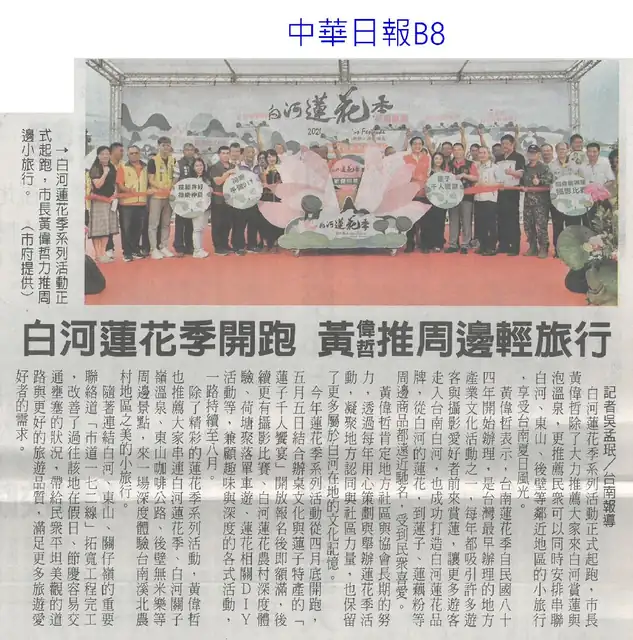 中華日報B8
白河蓮花季
2021
白河蓮花季
→白河蓮花季系列活動正
式起跑，市長黃偉哲力推周
邊小旅行。（市府提供）
白河蓮花季開跑 黃偉哲推周邊輕旅行
記者吳孟珉╱台南報導
白河蓮花季系列活動正式起跑，市長
黃偉哲除了大力推薦大家來白河賞蓮與
泡溫泉，更推薦民眾可以同時安排串聯
白河、東山、後壁等鄰近地區的小旅行
，享受台南夏日風光。
黃偉哲表示，台南蓮花季自民國八十
四年開始辦理，是台灣最早辦理的地方
產業文化活動之一，每年都吸引許多遊
客與攝影愛好者前來賞蓮，讓更多遊客
走入台南白河，也成功打造白河蓮花品
牌，從白河的蓮花，到蓮子、蓮藕粉等
周邊商品都遠近馳名，受到民眾喜愛。
黃偉哲肯定地方社區與協會長期的努
力，透過每年用心策劃與舉辦蓮花季活
動，凝聚地方認同與社區力量，也保留
了更多屬於白河在地的文化記憶。
今年蓮花季系列活動從四月底開跑，
五月五日結合辦桌文化與蓮子特產的「
蓮子千人饗宴」開放報名後即額滿，後
續更有攝影比賽、白河蓮花農村深度體
驗、荷塘聚落單車遊、蓮花相關DIY
活動等，兼顧趣味與深度的各式活動，
一路持續至八月。
除了精彩的蓮花季系列活動，黃偉哲
也推薦大家串連白河蓮花季、白河關子
嶺溫泉、東山咖啡公路、後壁無米樂等
周邊景點，來一場深度體驗台南溪北農
村地區之美的小旅行。
隨著連結白河、東山、關仔嶺的重要
聯絡道「市道一七二線」拓寬工程完工
，改善了過往該地在假日、節慶容易交
通壅塞的狀況，帶給民眾平坦美觀的道
路與更好的旅遊品質，滿足更多旅遊愛
好者的需求。